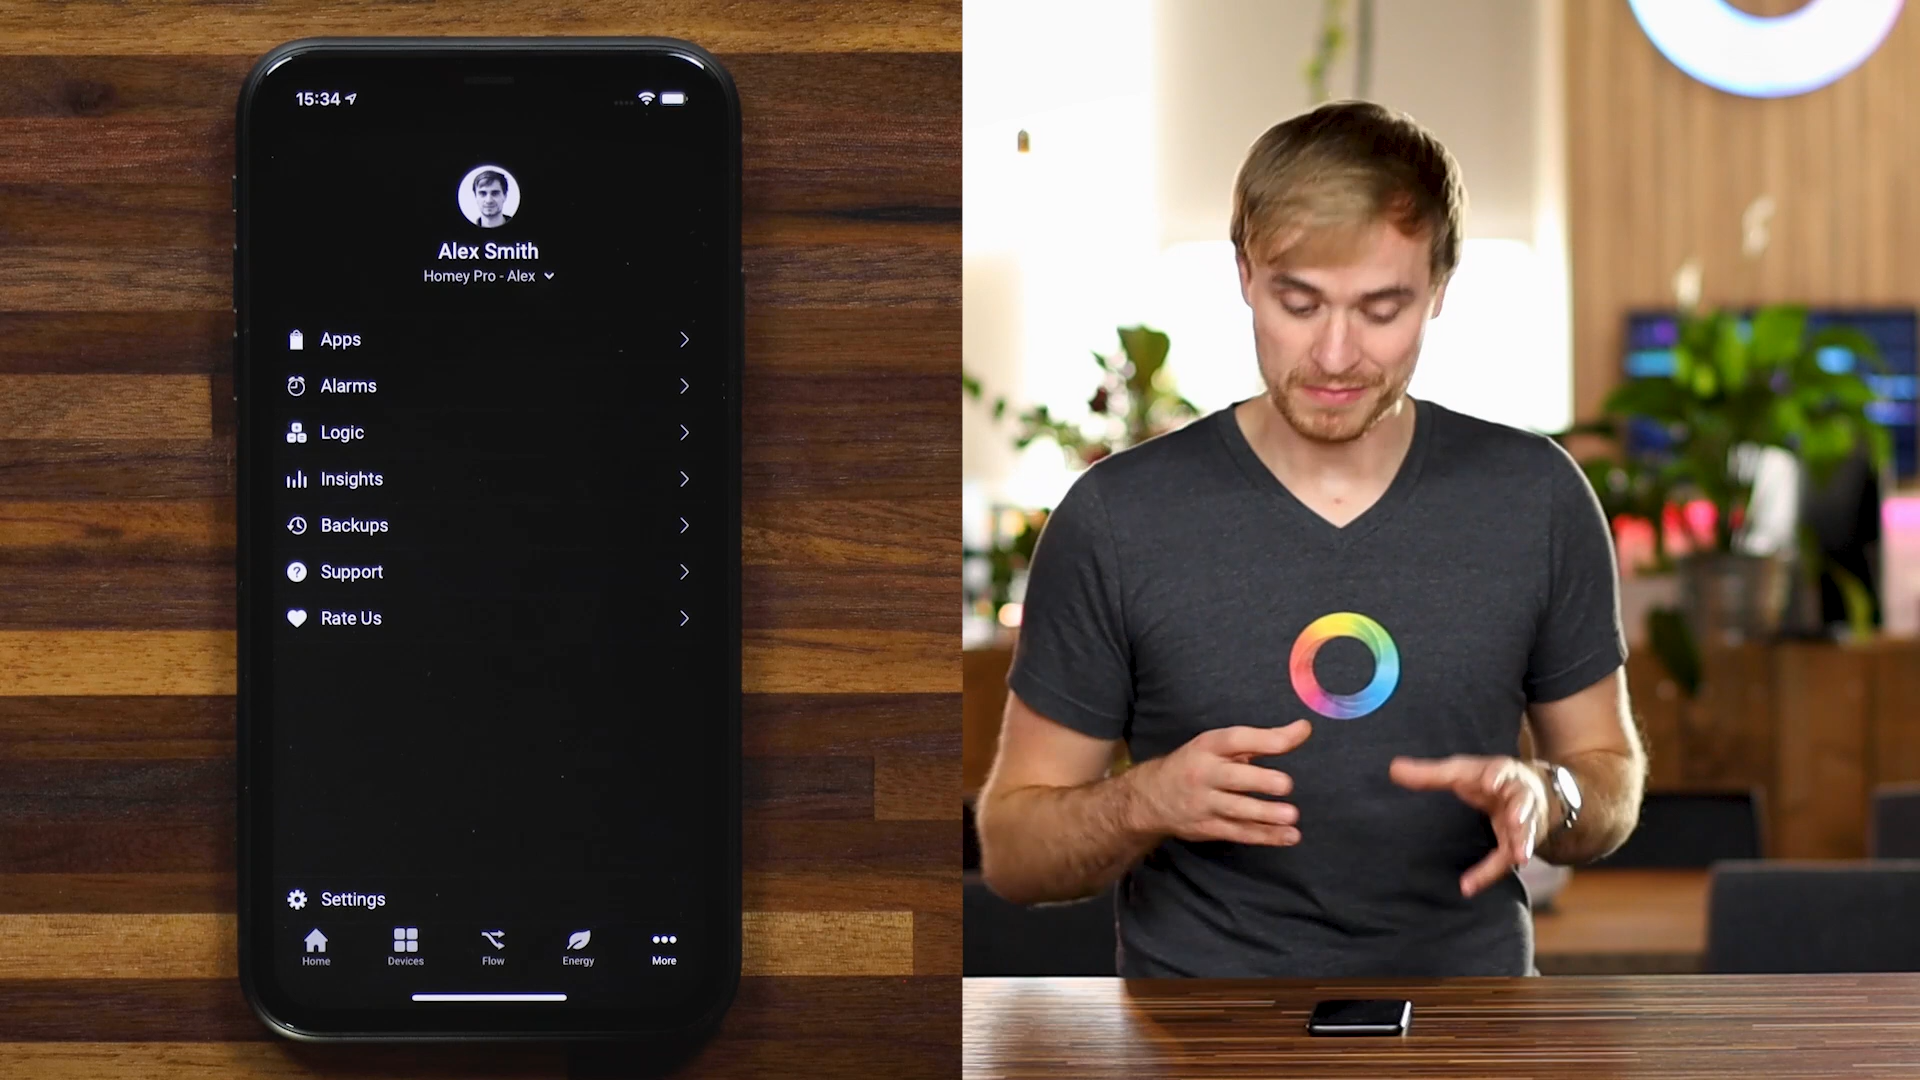 15:34
Alex Smith
Homey Pro - Alex
Apps
Alarms
Logic
Insights
Backups
Support
Rate Us
Settings
Home
Devices
Flow
Energy
More